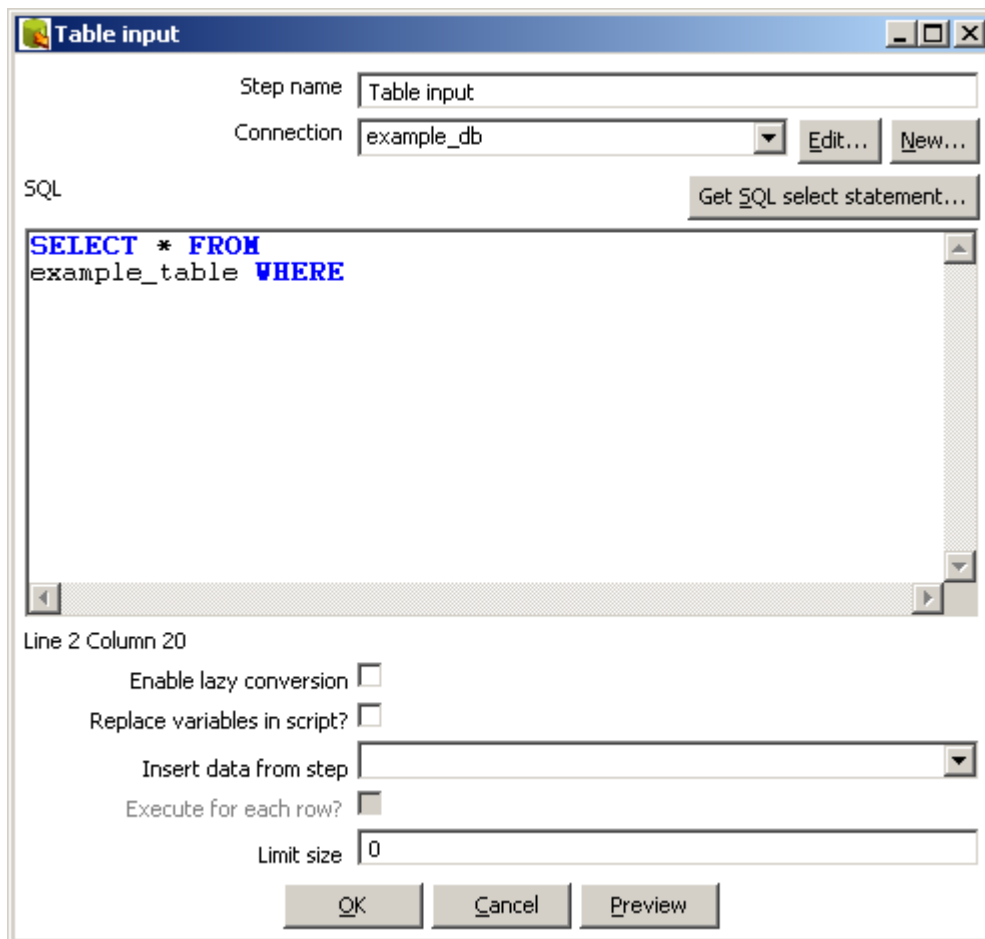 Table input
Step name Table input
Connection example_db Edit... New...
SQL Get SQL select statement...
SELECT * FROM
example_table WHERE
Line 2 Column 20
Enable lazy conversion
Replace variables in script?
Insert data from step
Execute for each row?
Limit size 0
OK Cancel Preview